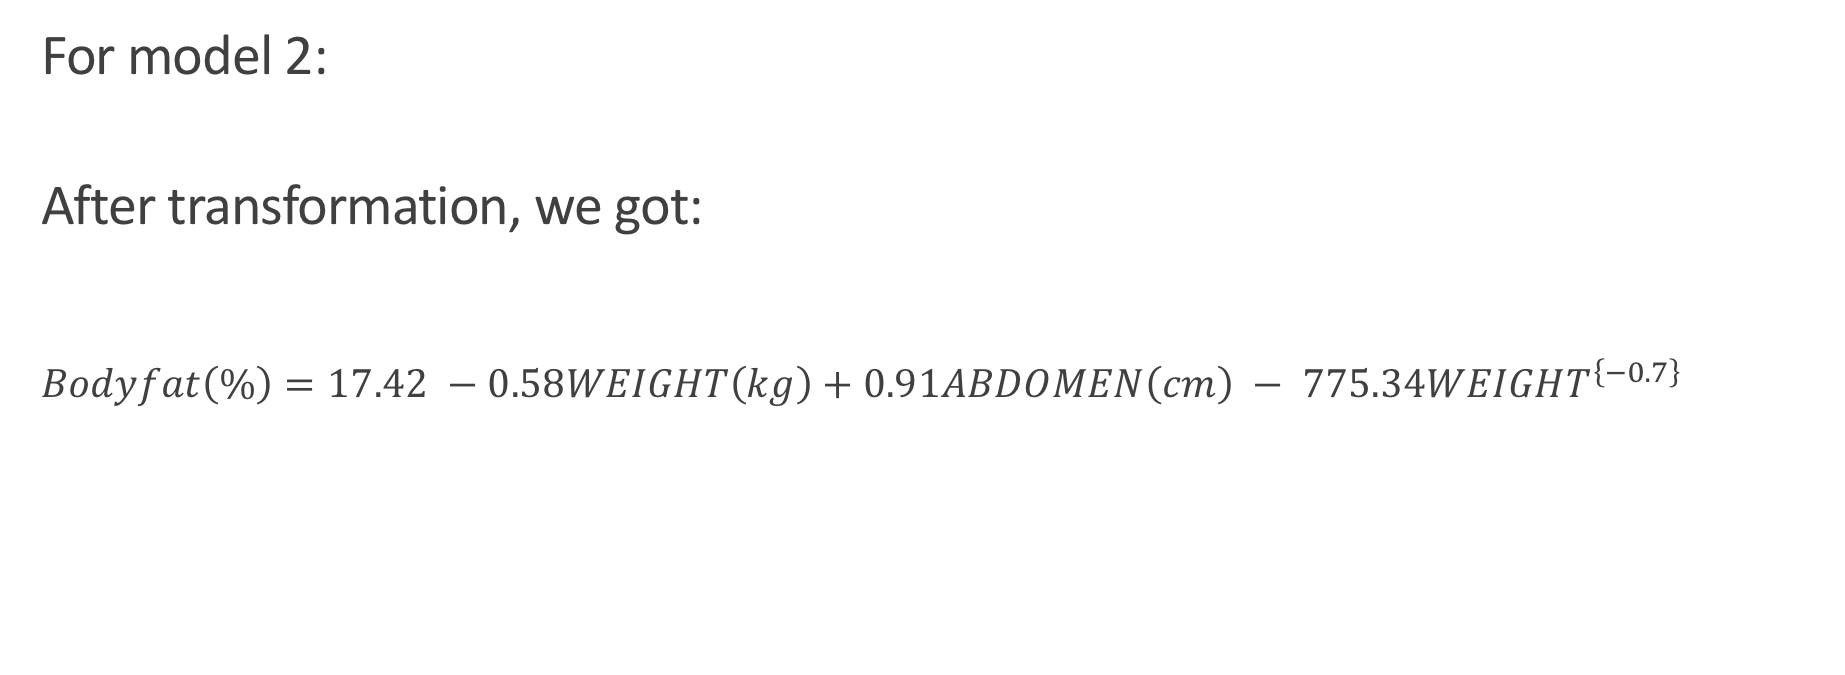 For model 2:
After transformation, we got:
Bodyfat(%) = 17.42 − 0.58WEIGHT(kg) + 0.91ABDOMEN(cm) − 775.34WEIGHT^{−0.7}